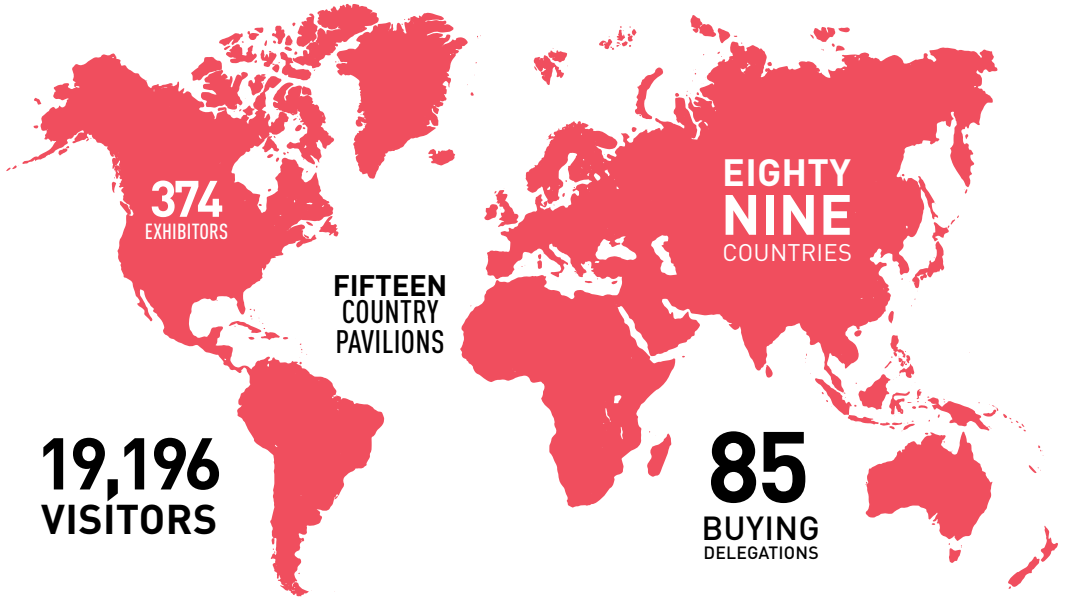 374
EXHIBITORS
EIGHTY
NINE
COUNTRIES
FIFTEEN
COUNTRY
PAVILIONS
19,196
VISITORS
85
BUYING
DELEGATIONS